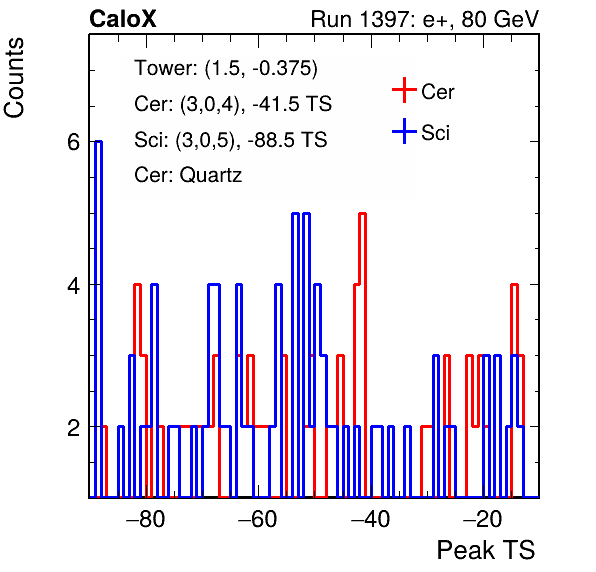 CaloX Run 1397: e+, 80 GeV
Counts
Tower: (1.5, -0.375)
Cer: (3,0,4), -41.5 TS
Sci: (3,0,5), -88.5 TS
Cer: Quartz
Cer
Sci
6
4
2
−80 −60 −40 −20
Peak TS